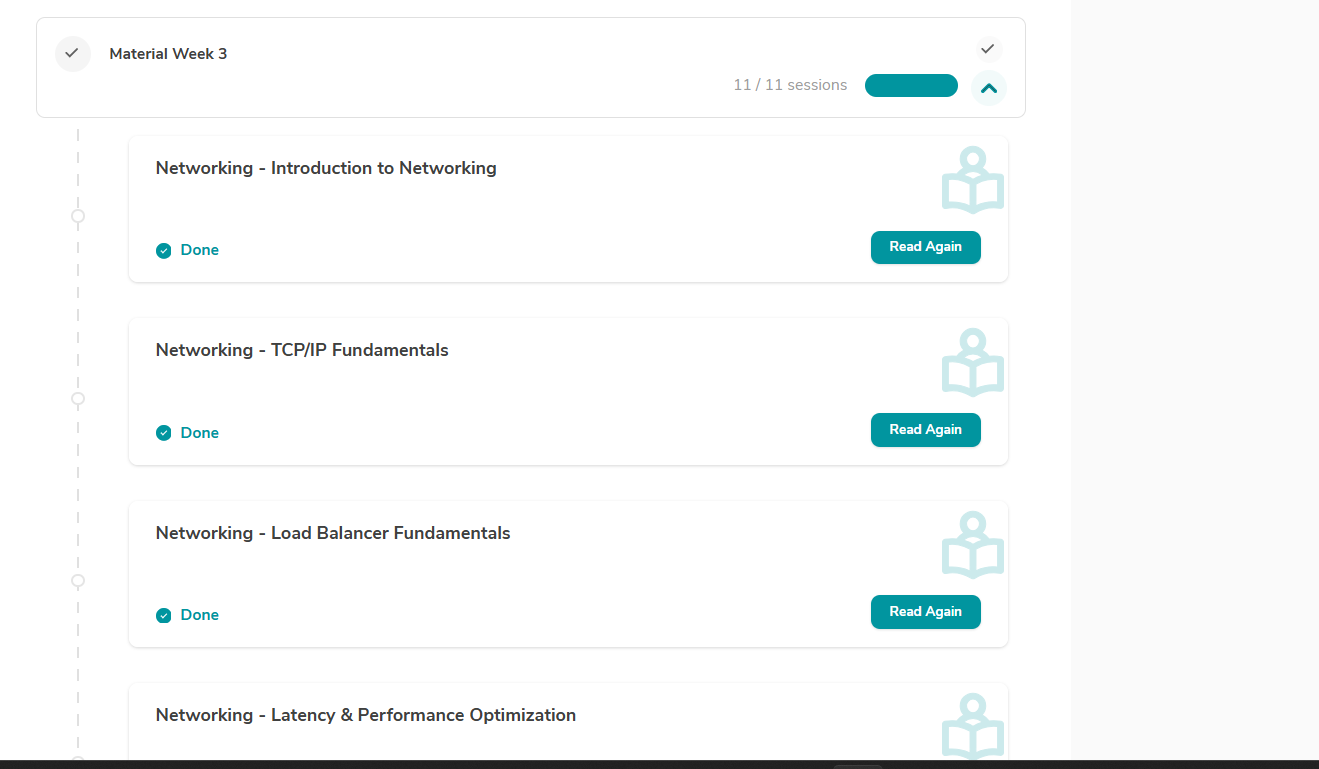 Material Week 3
11 / 11 sessions
Networking - Introduction to Networking
Done
Read Again
Networking - TCP/IP Fundamentals
Done
Read Again
Networking - Load Balancer Fundamentals
Done
Read Again
Networking - Latency & Performance Optimization